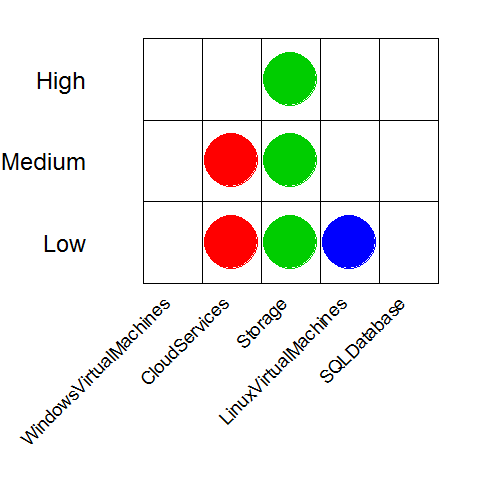 High
Medium
Low
WindowsVirtualMachines
CloudServices
Storage
LinuxVirtualMachines
SQLDatabase